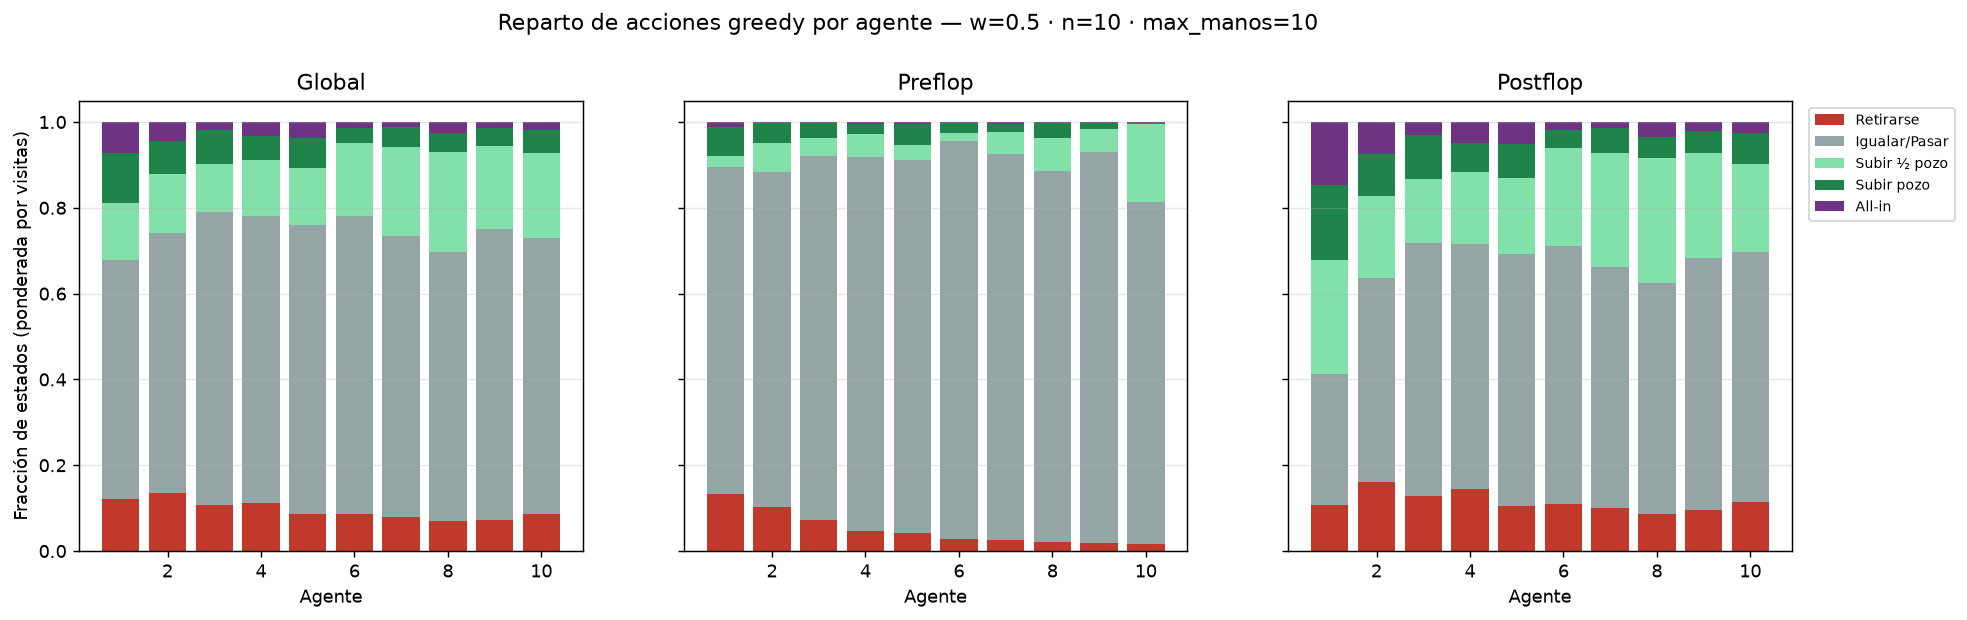 Reparto de acciones greedy por agente — w=0.5 · n=10 · max_manos=10
Global
Preflop
Postflop
Fracción de estados (ponderada por visitas)
1.0
0.8
0.6
0.4
0.2
0.0
2 4 6 8 10
Agente
2 4 6 8 10
Agente
2 4 6 8 10
Agente
Retirarse
Igualar/Pasar
Subir ½ pozo
Subir pozo
All-in